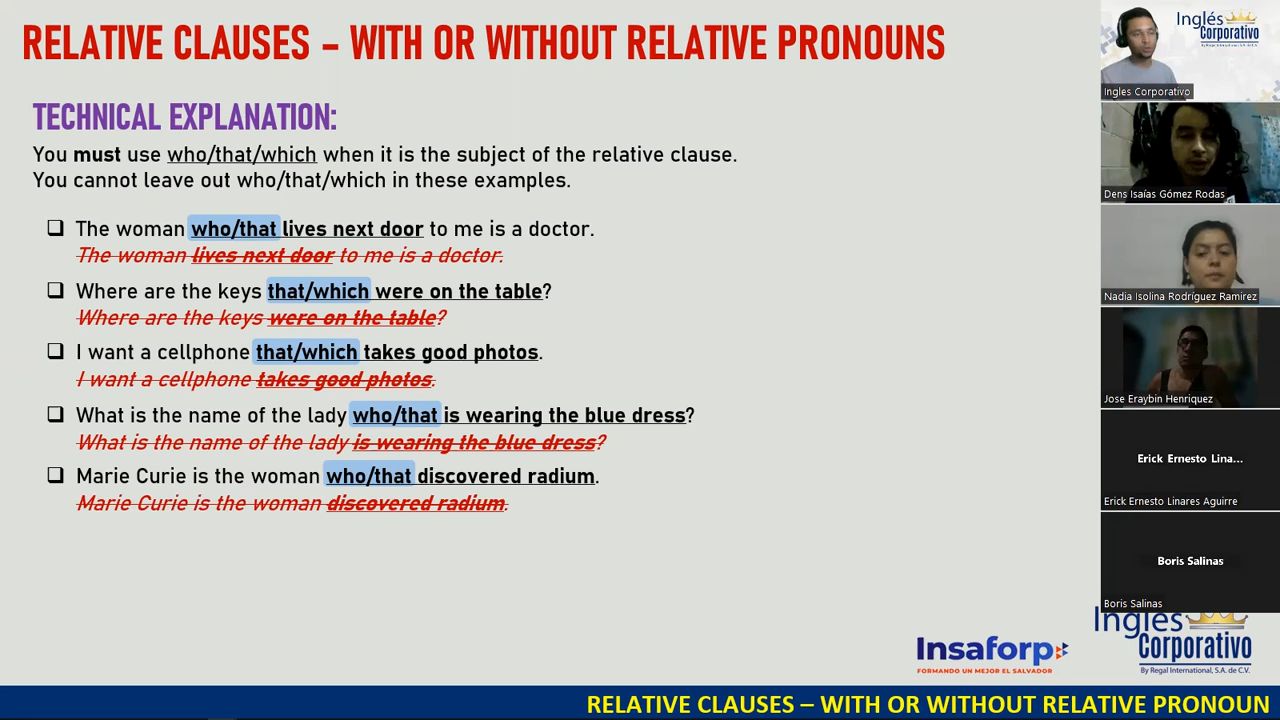 RELATIVE CLAUSES - WITH OR WITHOUT RELATIVE PRONOUNS
TECHNICAL EXPLANATION:
You must use who/that/which when it is the subject of the relative clause.
You cannot leave out who/that/which in these examples.
The woman who/that lives next door to me is a doctor.
The woman lives next door to me is a doctor.
Where are the keys that/which were on the table?
Where are the keys were on the table?
I want a cellphone that/which takes good photos.
I want a cellphone takes good photos.
What is the name of the lady who/that is wearing the blue dress?
What is the name of the lady is wearing the blue dress?
Marie Curie is the woman who/that discovered radium.
Marie Curie is the woman discovered radium.
Inglés
Corporativo
By Regal International, S.A. de C.V.
Ingles Corporativo
Dens Isaías Gómez Rodas
Nadia Isolina Rodríguez Ramirez
Jose Eraybin Henriquez
Erick Ernesto Lina...
Erick Ernesto Linares Aguirre
Boris Salinas
Boris Salinas
Insaforp
FORMANDO UN MEJOR EL SALVADOR
Inglés
Corporativo
By Regal International, S.A. de C.V.
RELATIVE CLAUSES – WITH OR WITHOUT RELATIVE PRONOUN